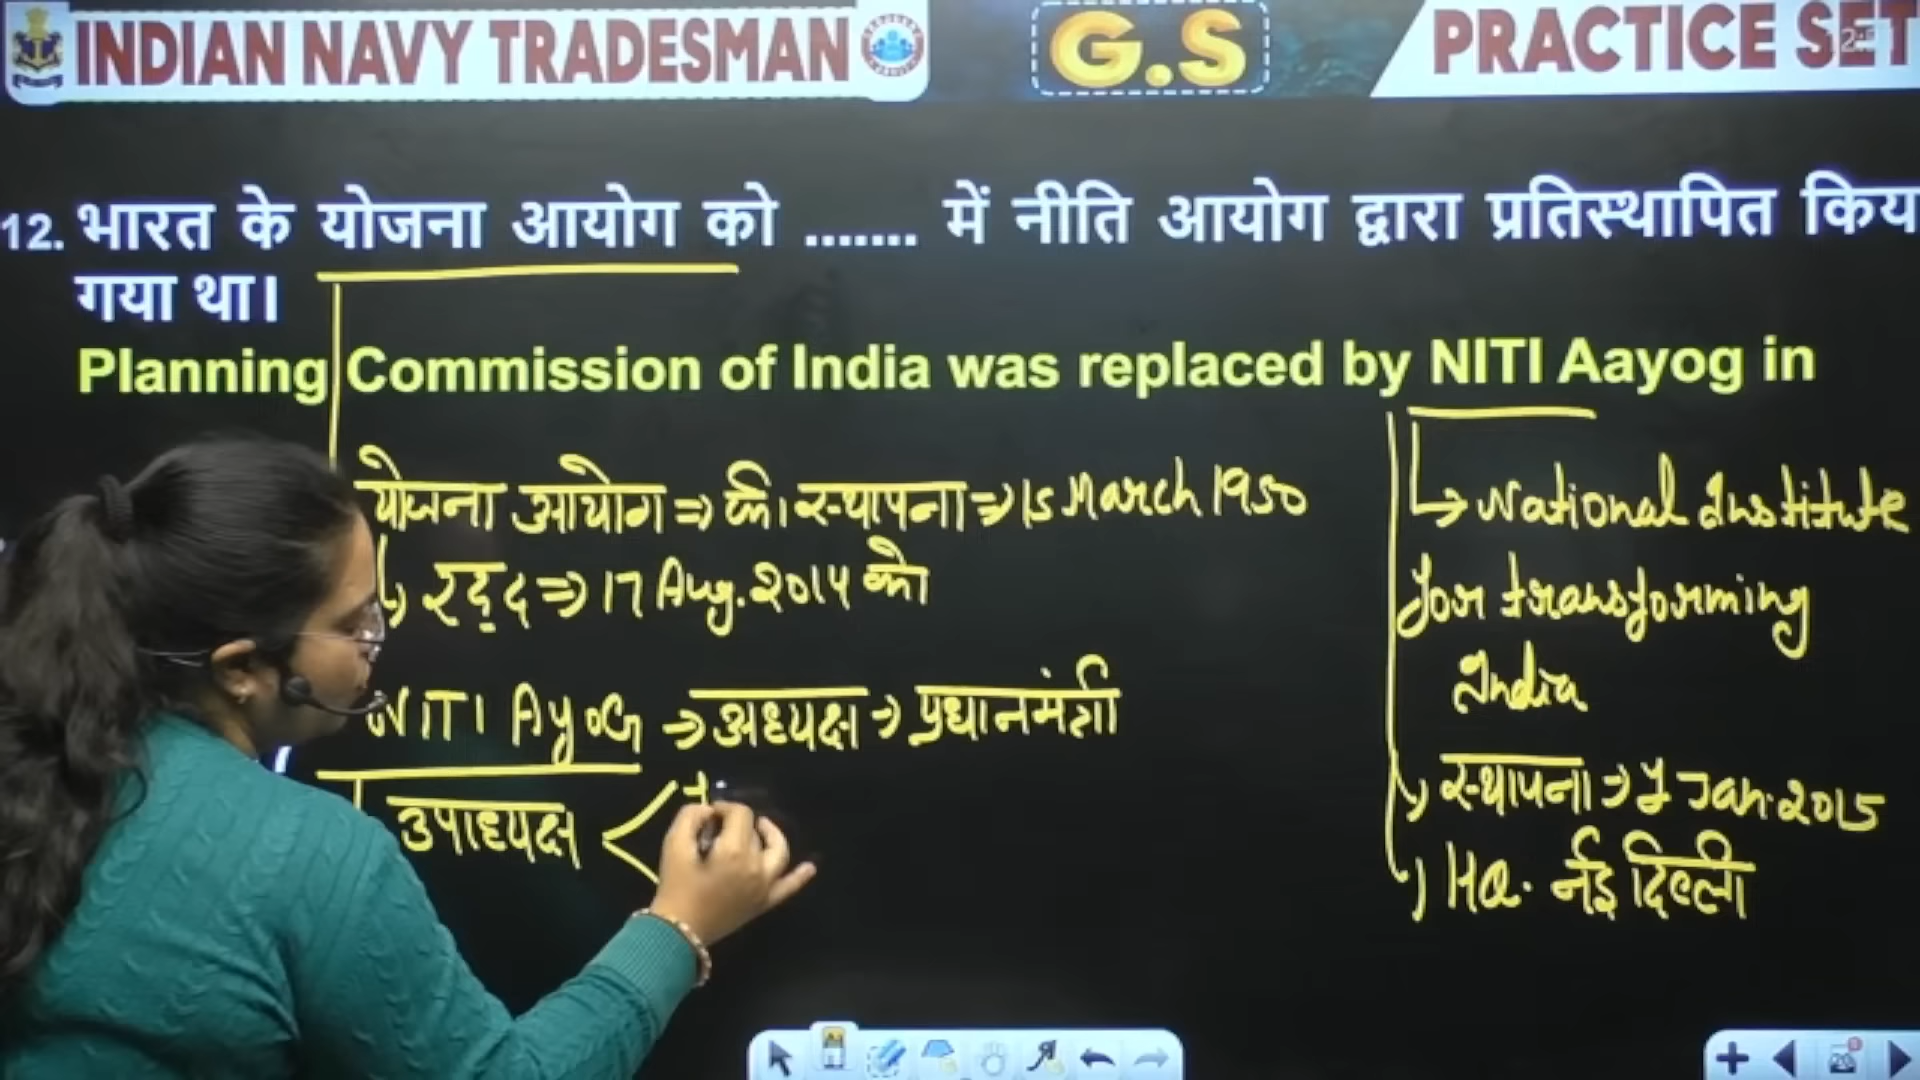 INDIAN NAVY TRADESMAN
G.S
PRACTICE SET
12. भारत के योजना आयोग को ....... में नीति आयोग द्वारा प्रतिस्थापित किय
गया था।
Planning Commission of India was replaced by NITI Aayog in
योजना आयोग ⇒ की स्थापना ⇒ 15 March 1950
↳ रद्द ⇒ 17 Aug. 2014 को
NITI AyoG → अध्यक्ष → प्रधानमंत्री
उपाध्यक्ष
↳ National Institute
for transforming
India
स्थापना ⇒ 1 Jan. 2015
HQ. नई दिल्ली